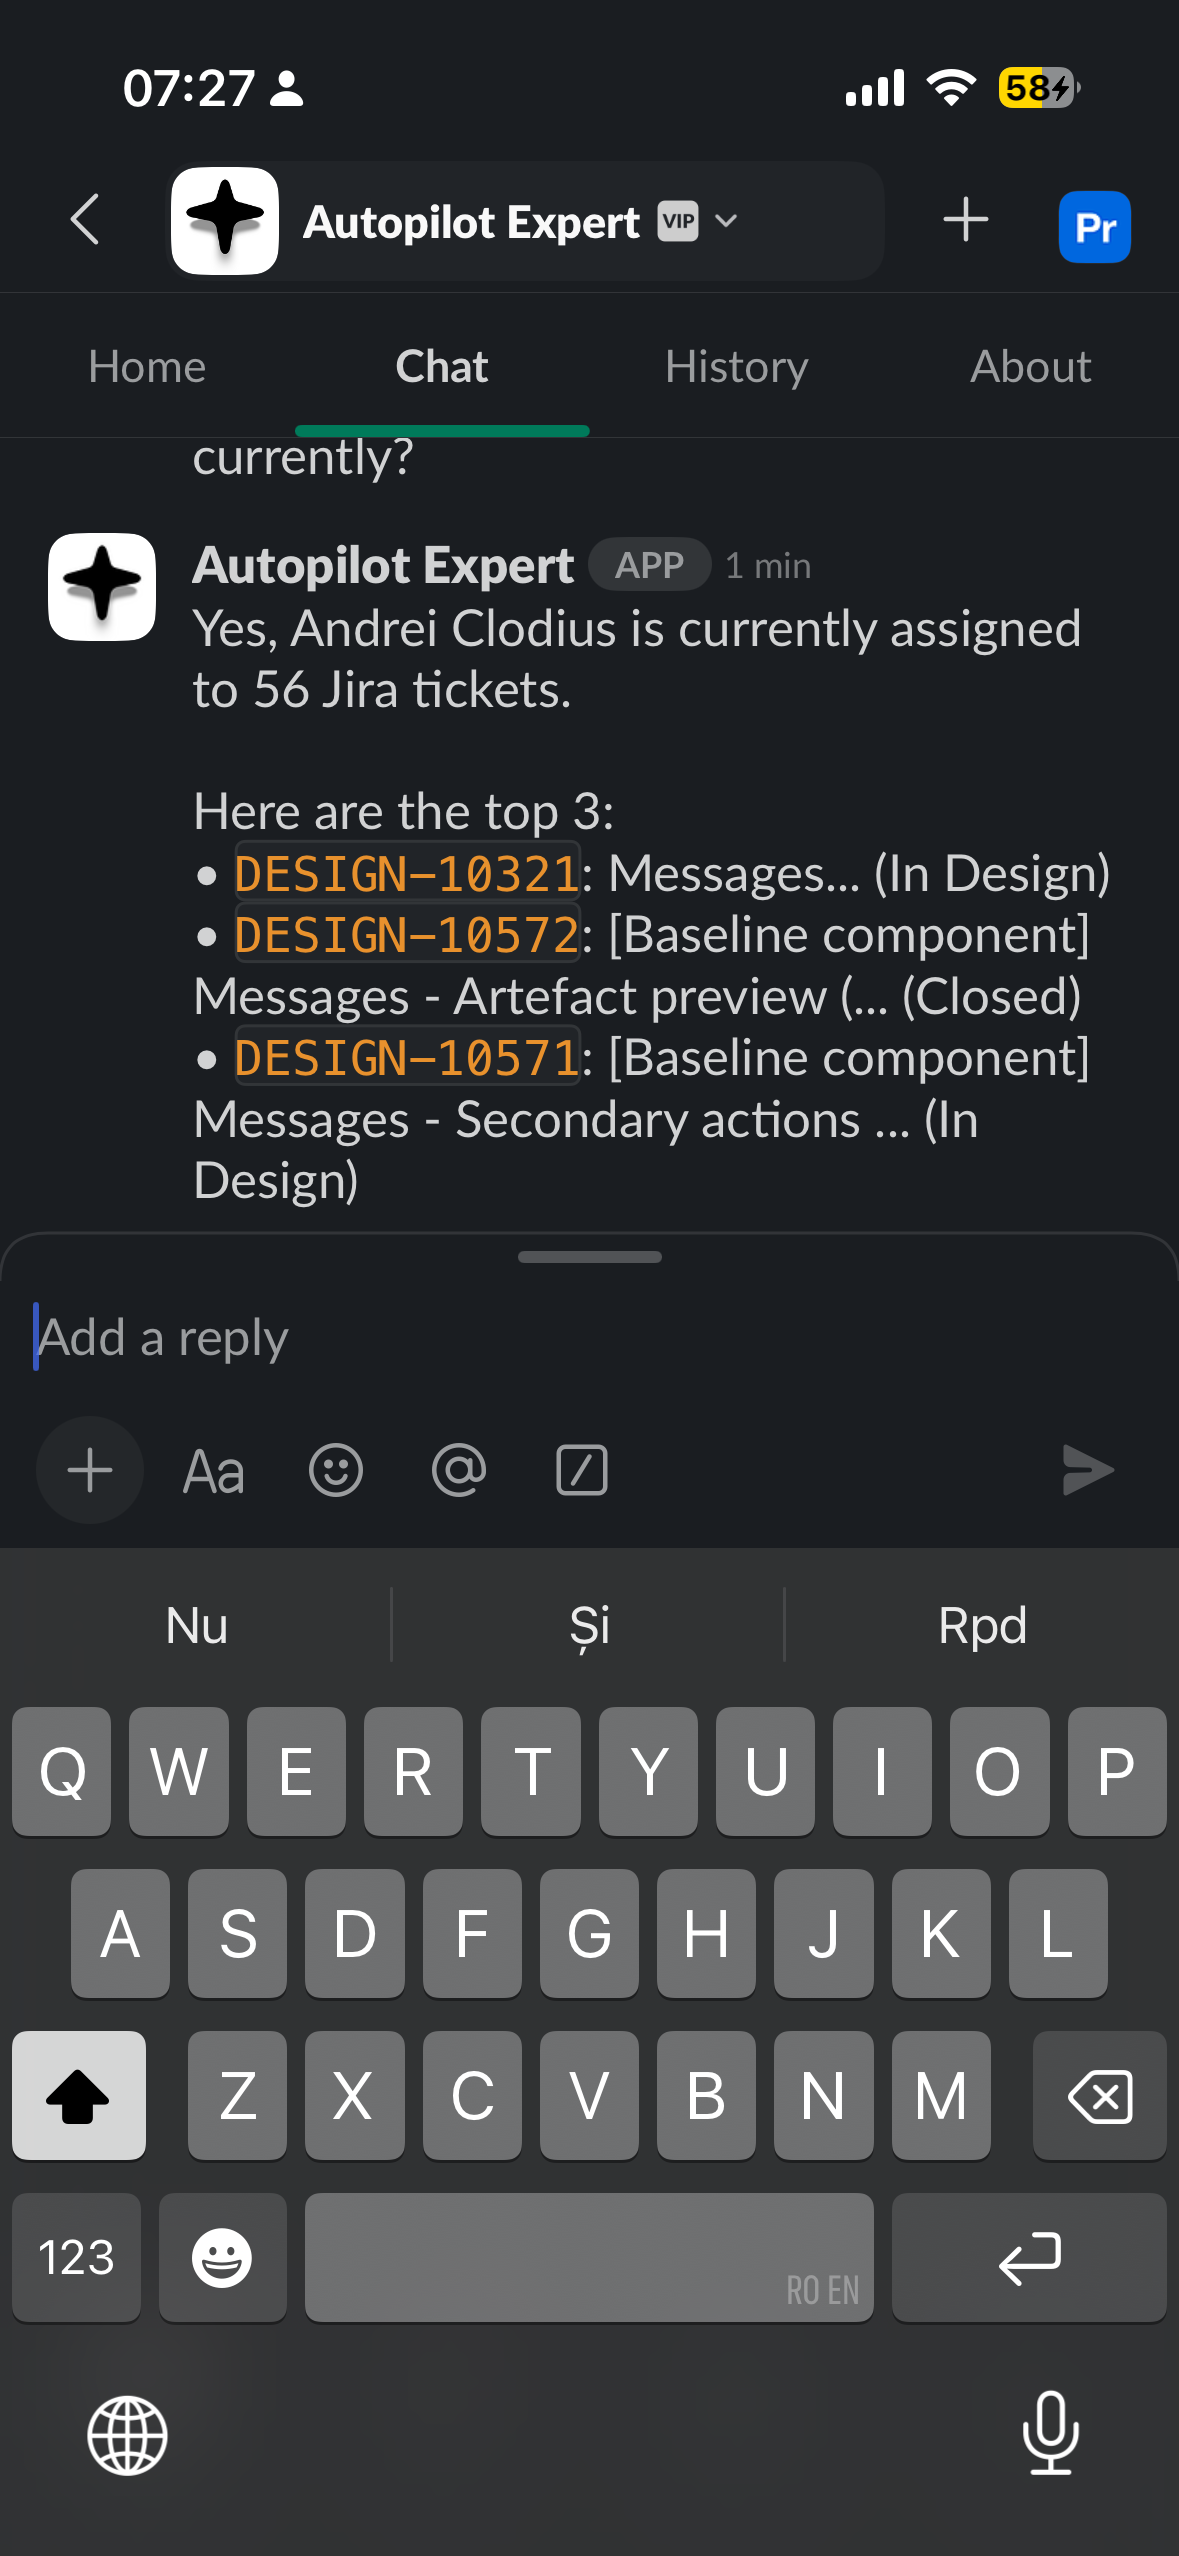 07:27
58
Autopilot Expert VIP
Pr
Home Chat History About
currently?
Autopilot Expert APP 1 min
Yes, Andrei Clodius is currently assigned
to 56 Jira tickets.
Here are the top 3:
• DESIGN-10321: Messages... (In Design)
• DESIGN-10572: [Baseline component]
Messages - Artefact preview (... (Closed)
• DESIGN-10571: [Baseline component]
Messages - Secondary actions ... (In
Design)
Add a reply
Aa
Nu Și Rpd
Q W E R T Y U I O P
A S D F G H J K L
Z X C V B N M
123
RO EN